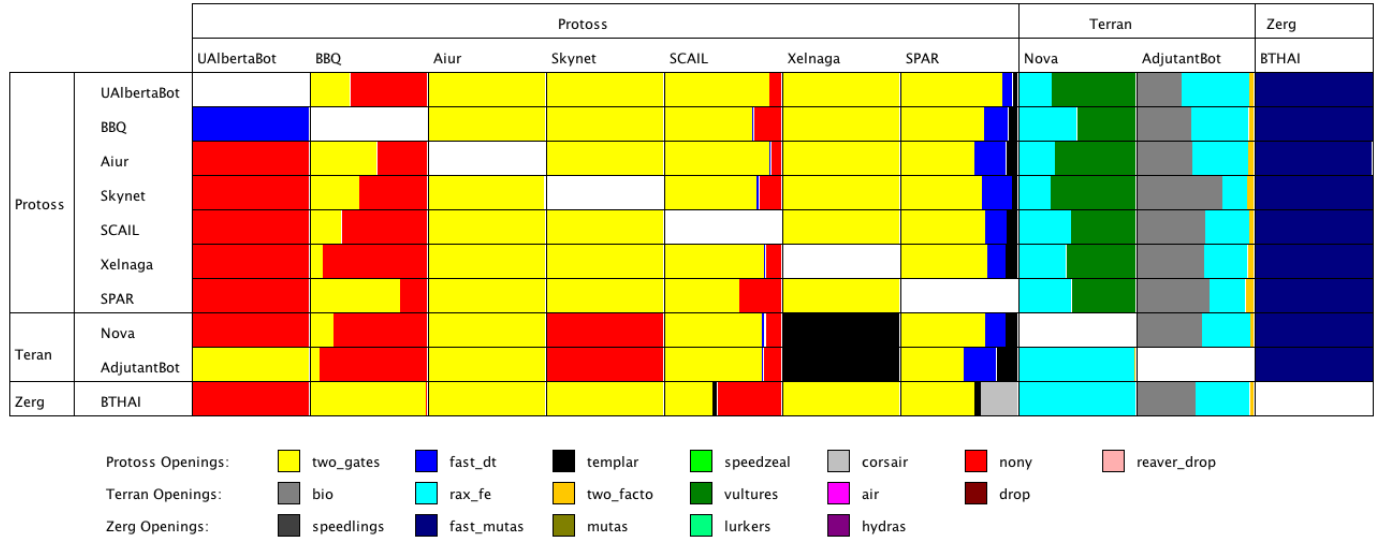 Protoss Terran Zerg
UAlbertaBot BBQ Aiur Skynet SCAIL Xelnaga SPAR Nova AdjutantBot BTHAI
UAlbertaBot
BBQ
Aiur
Protoss Skynet
SCAIL
Xelnaga
SPAR
Nova
Teran
AdjutantBot
Zerg BTHAI
Protoss Openings: two_gates fast_dt templar speedzeal corsair nony reaver_drop
Terran Openings: bio rax_fe two_facto vultures air drop
Zerg Openings: speedlings fast_mutas mutas lurkers hydras